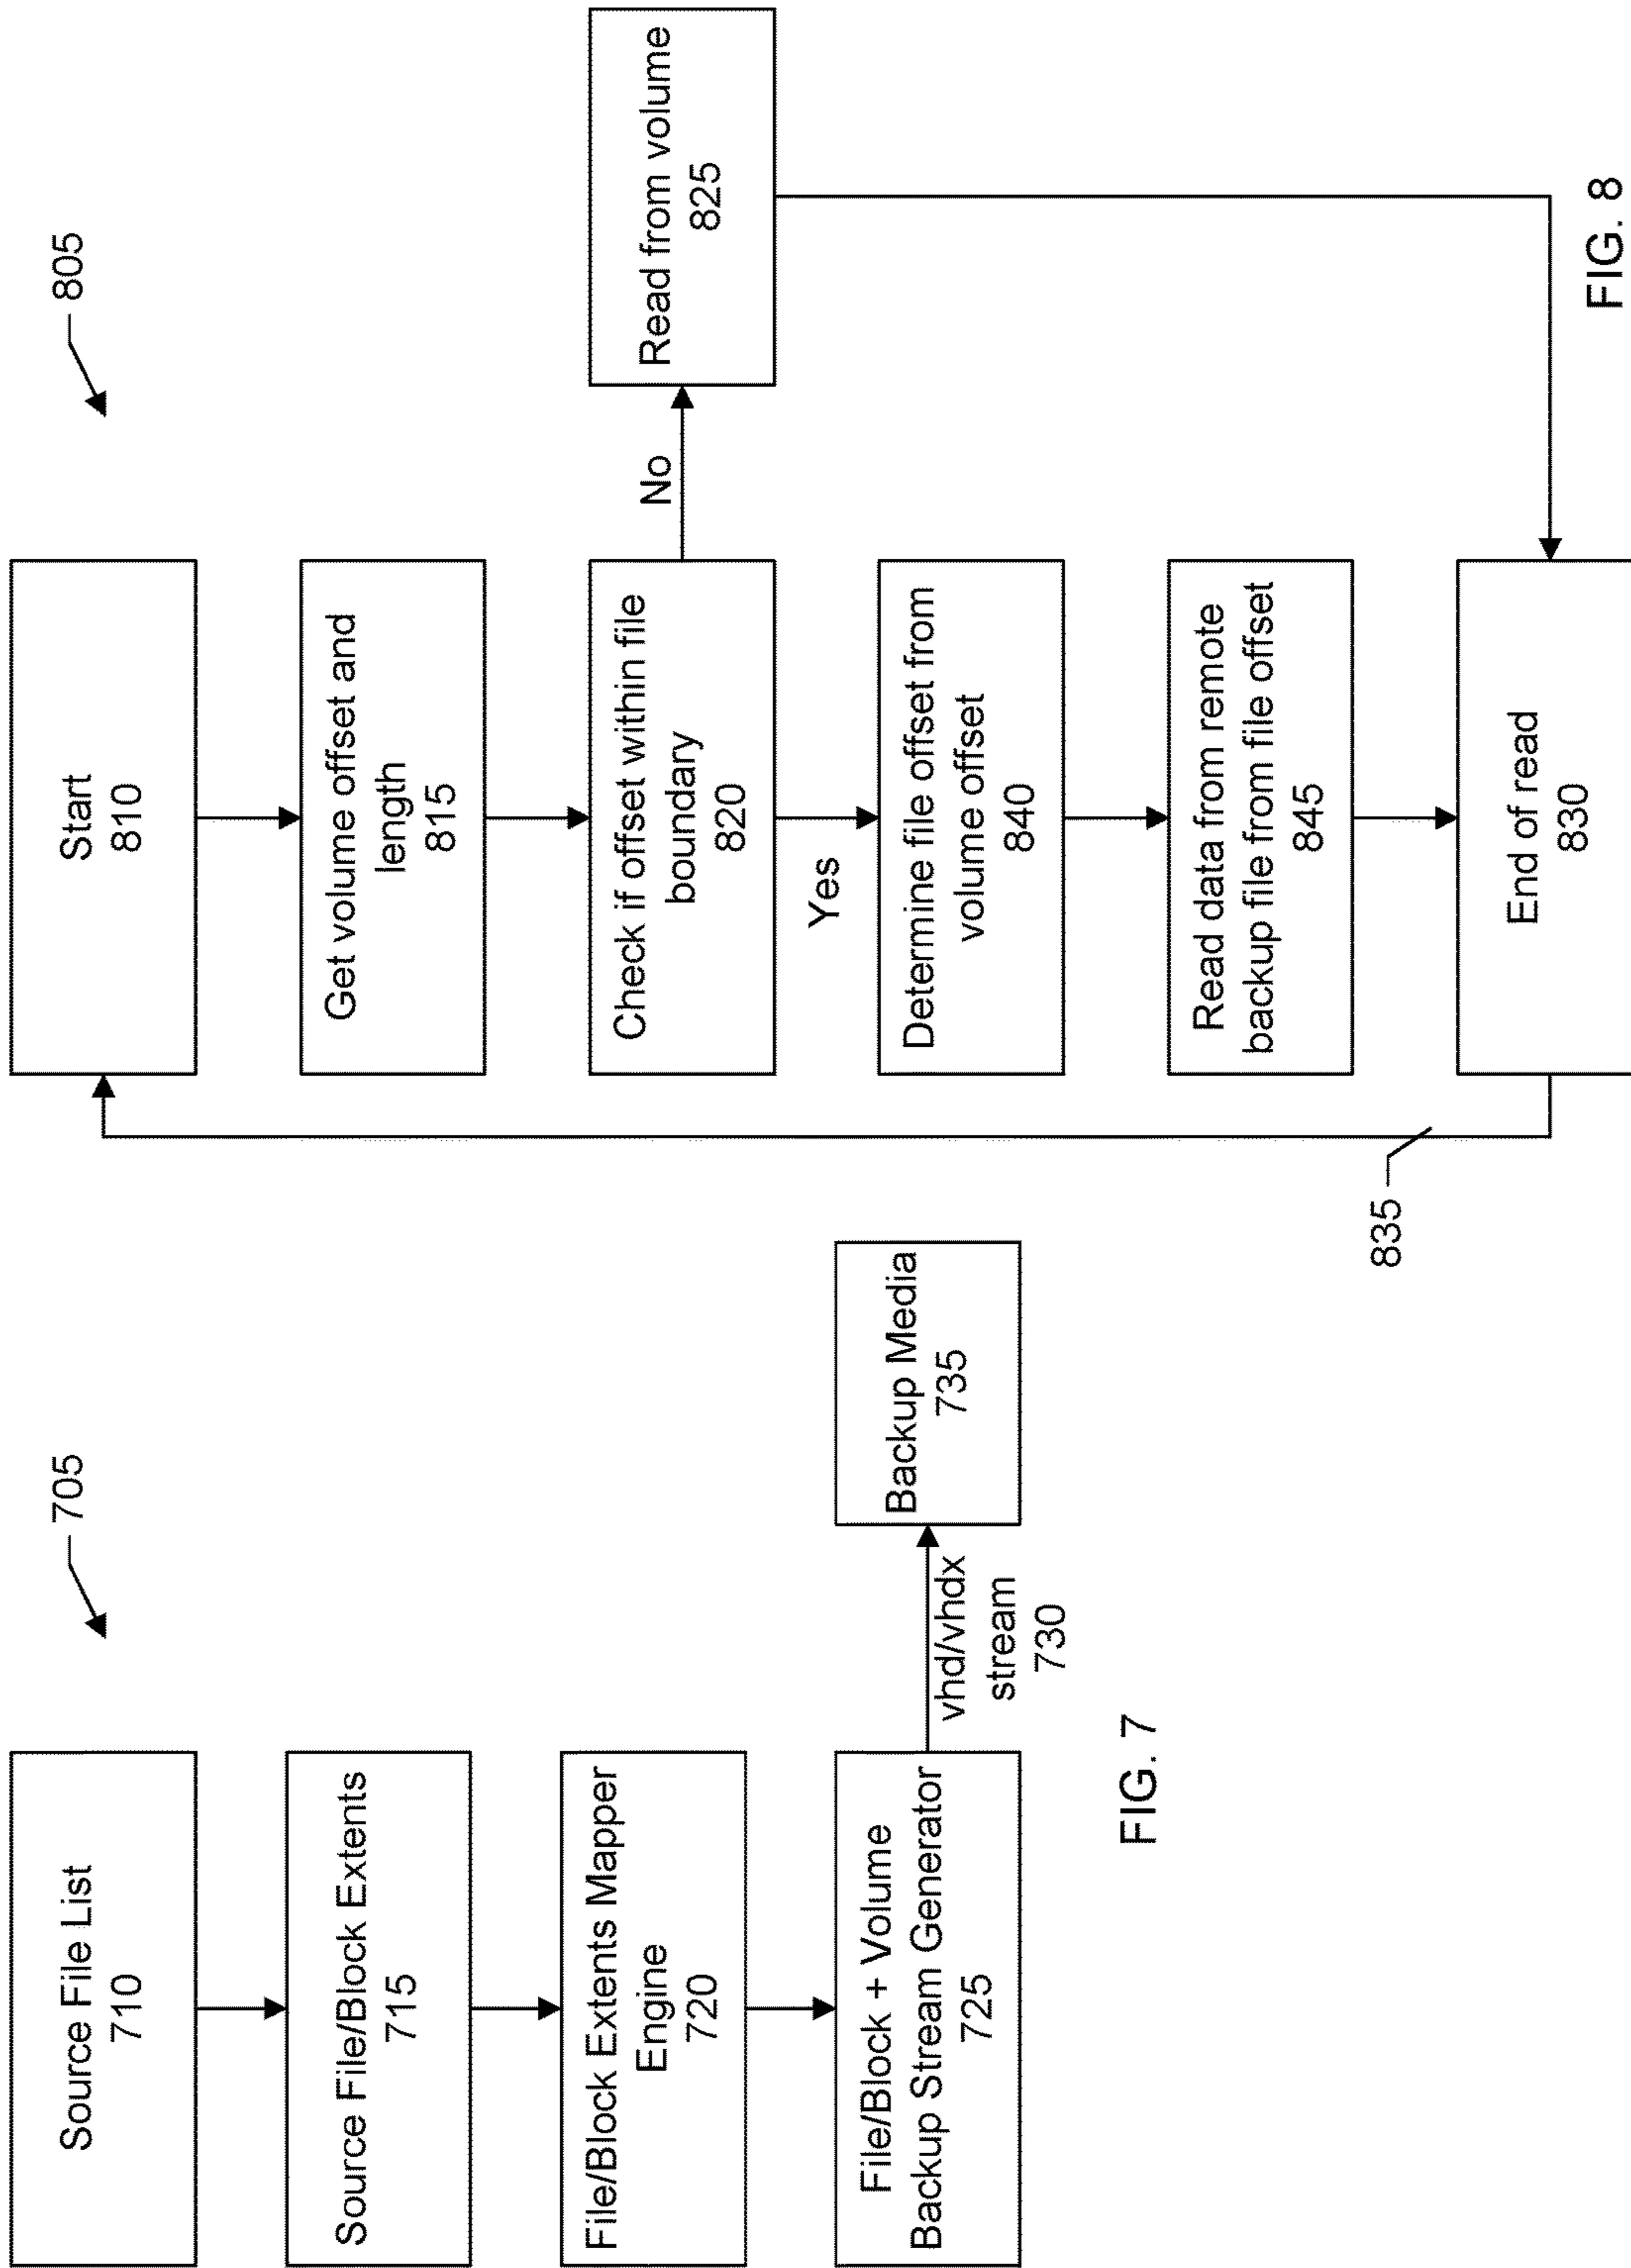 705
Source File List
710
Source File/Block Extents
715
File/Block Extents Mapper
Engine
720
File/Block + Volume
Backup Stream Generator
725
vhd/vhdx
stream
730
Backup Media
735
FIG. 7
805
Start
810
Get volume offset and
length
815
Check if offset within file
boundary
820
No
Read from volume
825
Yes
Determine file offset from
volume offset
840
Read data from remote
backup file from file offset
845
End of read
830
835
FIG. 8